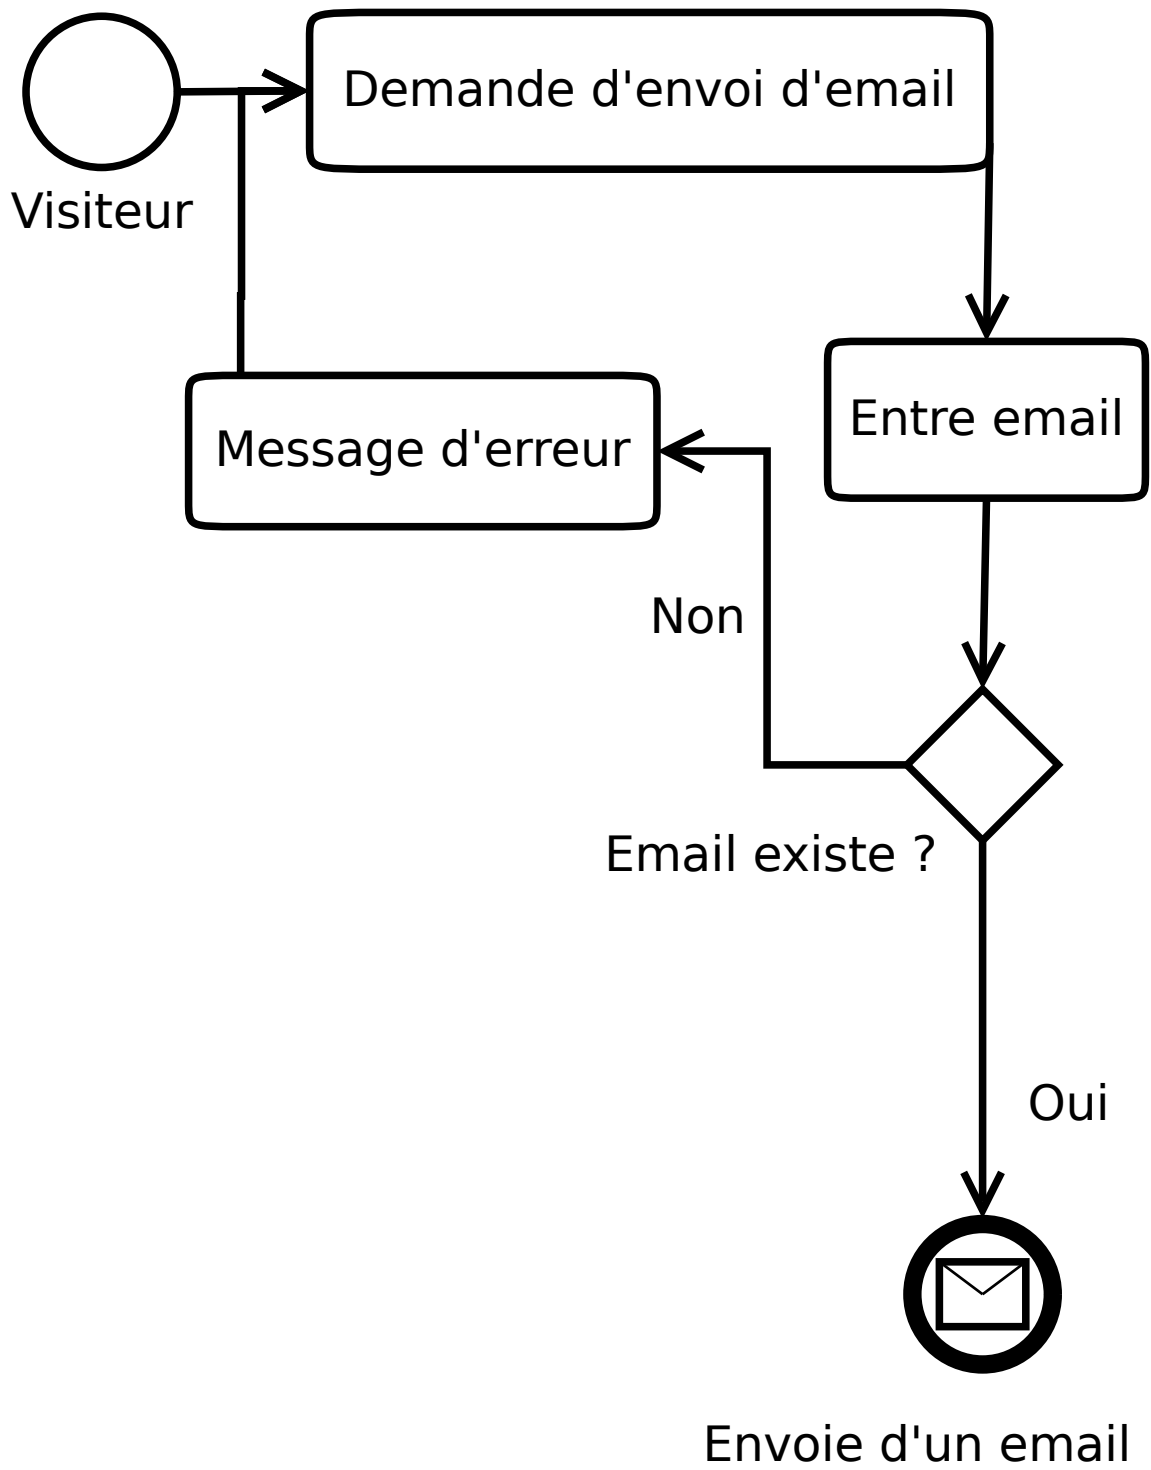 Demande d'envoi d'email
Visiteur
Entre email
Message d'erreur
Non
Email existe ?
Oui
Envoie d'un email